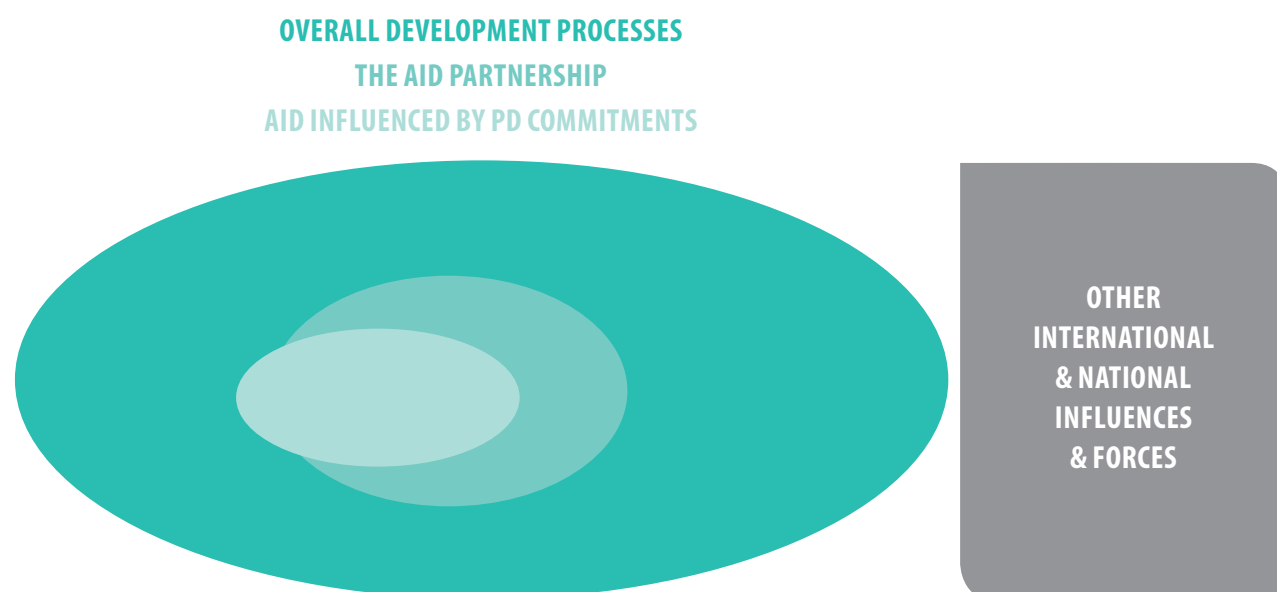 OVERALL DEVELOPMENT PROCESSES
THE AID PARTNERSHIP
AID INFLUENCED BY PD COMMITMENTS
OTHER
INTERNATIONAL
& NATIONAL
INFLUENCES
& FORCES